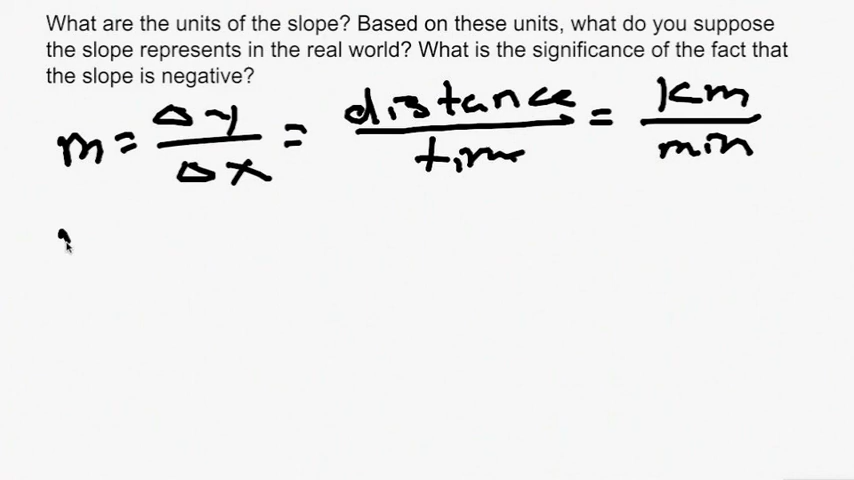 What are the units of the slope? Based on these units, what do you suppose
the slope represents in the real world? What is the significance of the fact that
the slope is negative?
m = Δy/Δx = distance/time = km/min